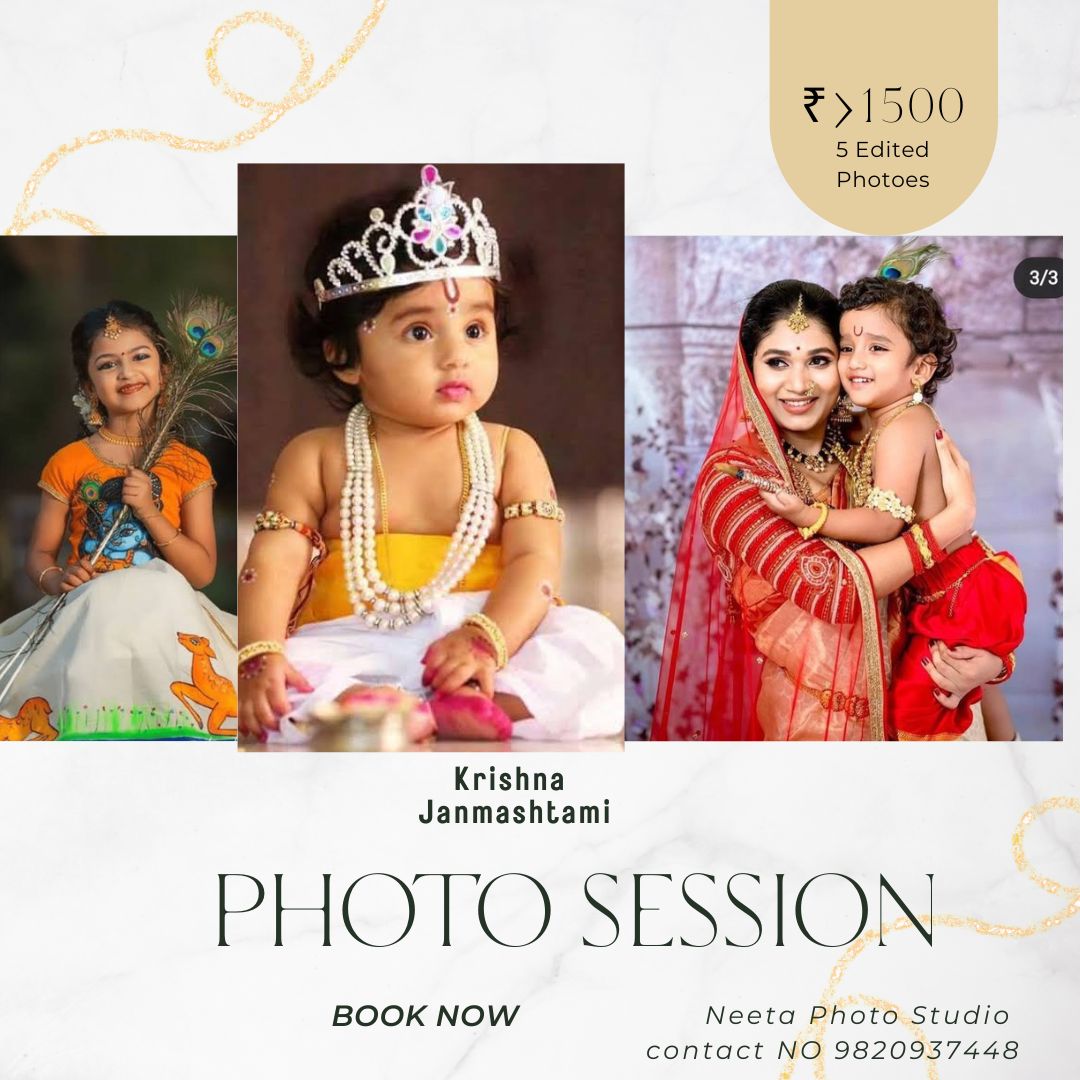 ₹ >1500
5 Edited
Photoes
3/3
Krishna
Janmashtami
PHOTO SESSION
BOOK NOW
Neeta Photo Studio
contact NO 9820937448